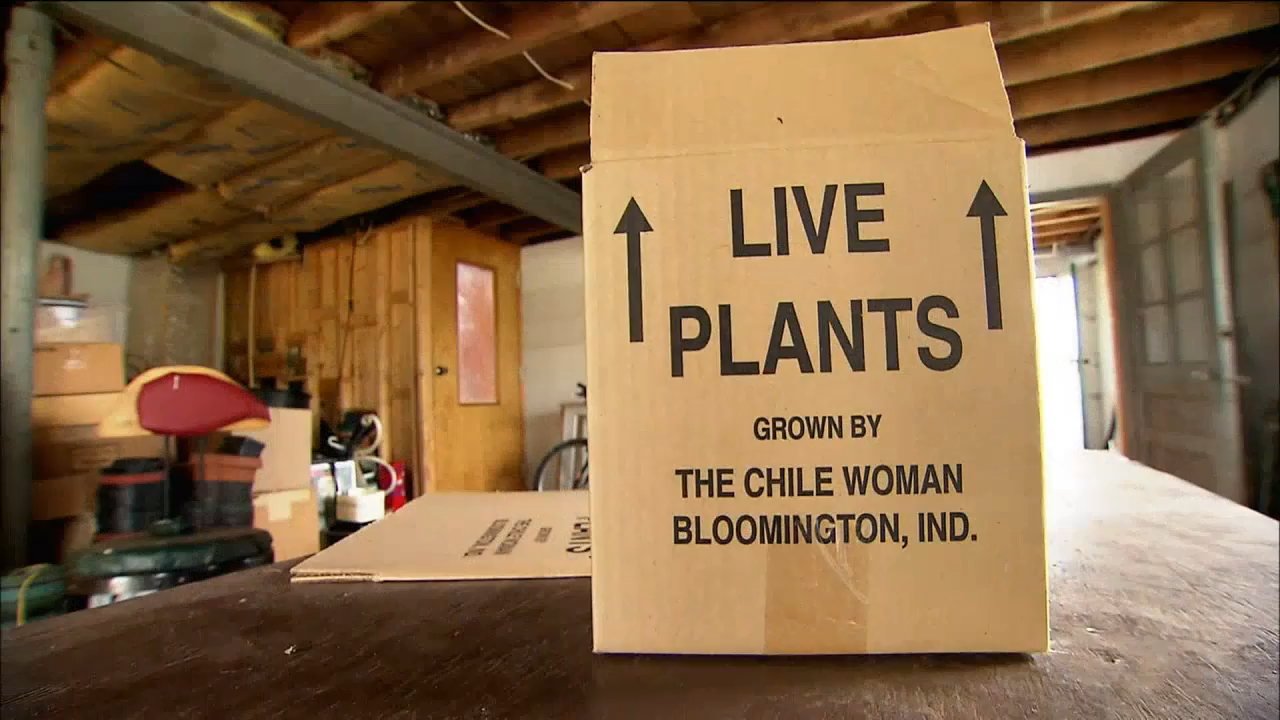 LIVE
PLANTS
GROWN BY
THE CHILE WOMAN
BLOOMINGTON, IND.